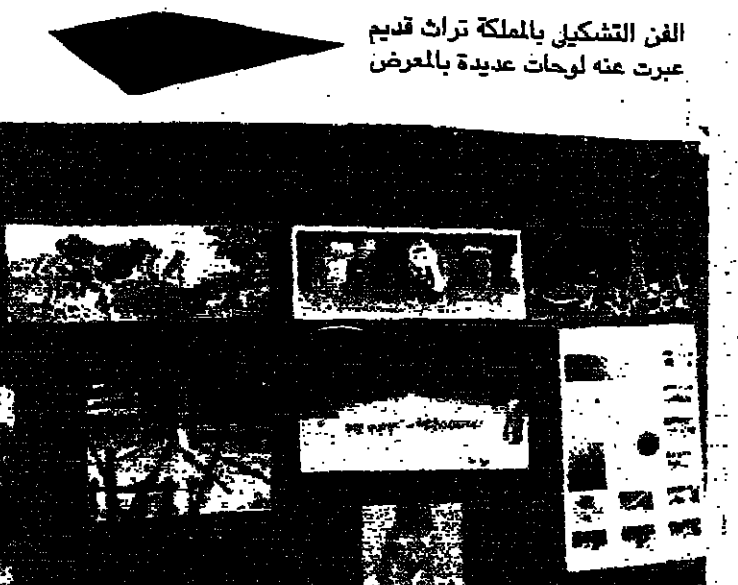 الفن التشكيلي بالمملكة تراث قديم
عبرت عنه لوحات عديدة بالمعرض